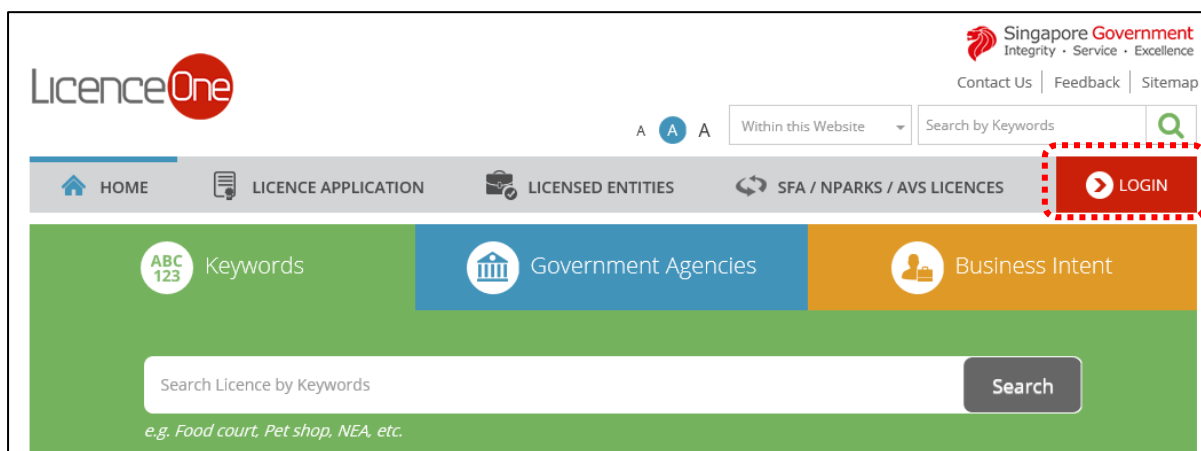 Singapore Government
Integrity · Service · Excellence
LicenceOne
Contact Us | Feedback | Sitemap
A A A Within this Website Search by Keywords
HOME LICENCE APPLICATION LICENSED ENTITIES SFA / NPARKS / AVS LICENCES LOGIN
ABC 123 Keywords Government Agencies Business Intent
Search Licence by Keywords Search
e.g. Food court, Pet shop, NEA, etc.